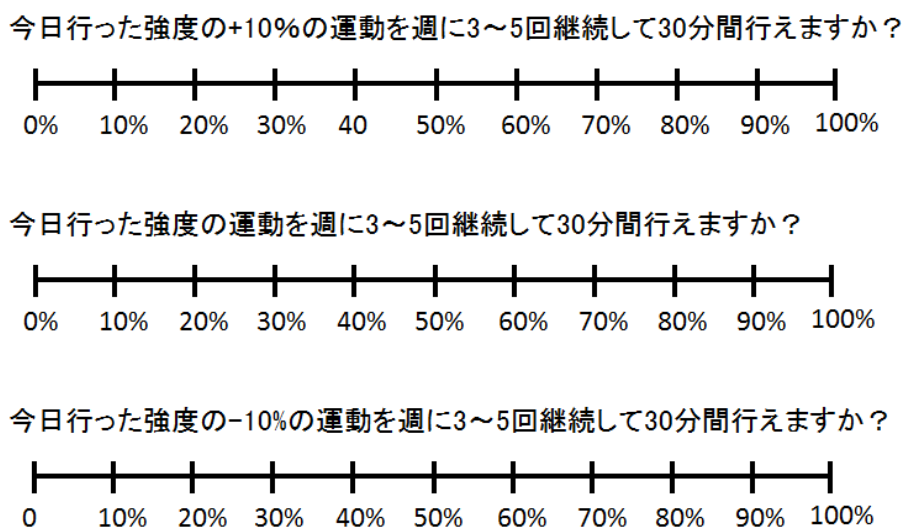 今日行った強度の+10%の運動を週に3～5回継続して30分間行えますか？
0% 10% 20% 30% 40 50% 60% 70% 80% 90% 100%
今日行った強度の運動を週に3～5回継続して30分間行えますか？
0% 10% 20% 30% 40% 50% 60% 70% 80% 90% 100%
今日行った強度の-10%の運動を週に3～5回継続して30分間行えますか？
0 10% 20% 30% 40% 50% 60% 70% 80% 90% 100%